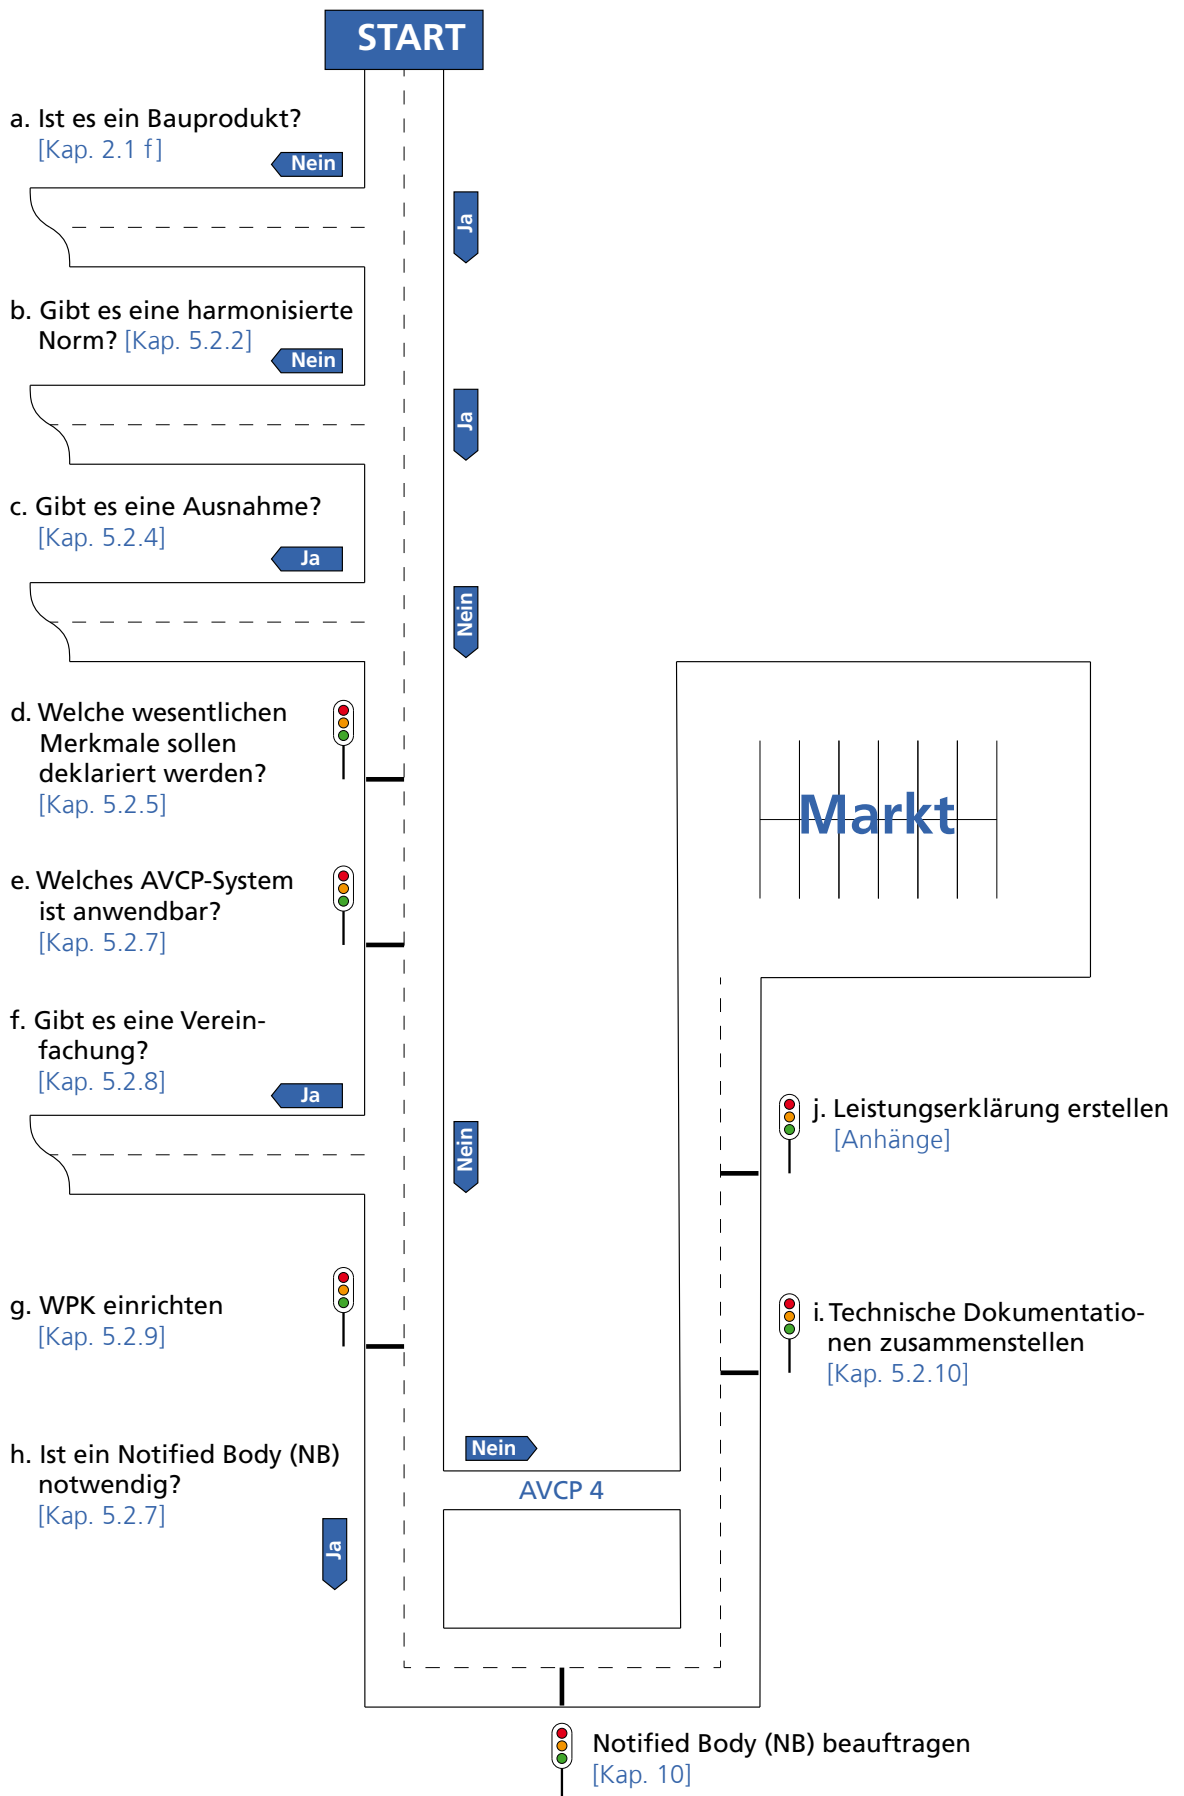 START
a. Ist es ein Bauprodukt?
[Kap. 2.1 f]
Nein
Ja
b. Gibt es eine harmonisierte
Norm? [Kap. 5.2.2]
Nein
Ja
c. Gibt es eine Ausnahme?
[Kap. 5.2.4]
Ja
Nein
d. Welche wesentlichen
Merkmale sollen
deklariert werden?
[Kap. 5.2.5]
Markt
e. Welches AVCP-System
ist anwendbar?
[Kap. 5.2.7]
f. Gibt es eine Verein-
fachung?
[Kap. 5.2.8]
Ja
Nein
g. WPK einrichten
[Kap. 5.2.9]
h. Ist ein Notified Body (NB)
notwendig?
[Kap. 5.2.7]
Ja
Nein
AVCP 4
Notified Body (NB) beauftragen
[Kap. 10]
i. Technische Dokumentatio-
nen zusammenstellen
[Kap. 5.2.10]
j. Leistungserklärung erstellen
[Anhänge]